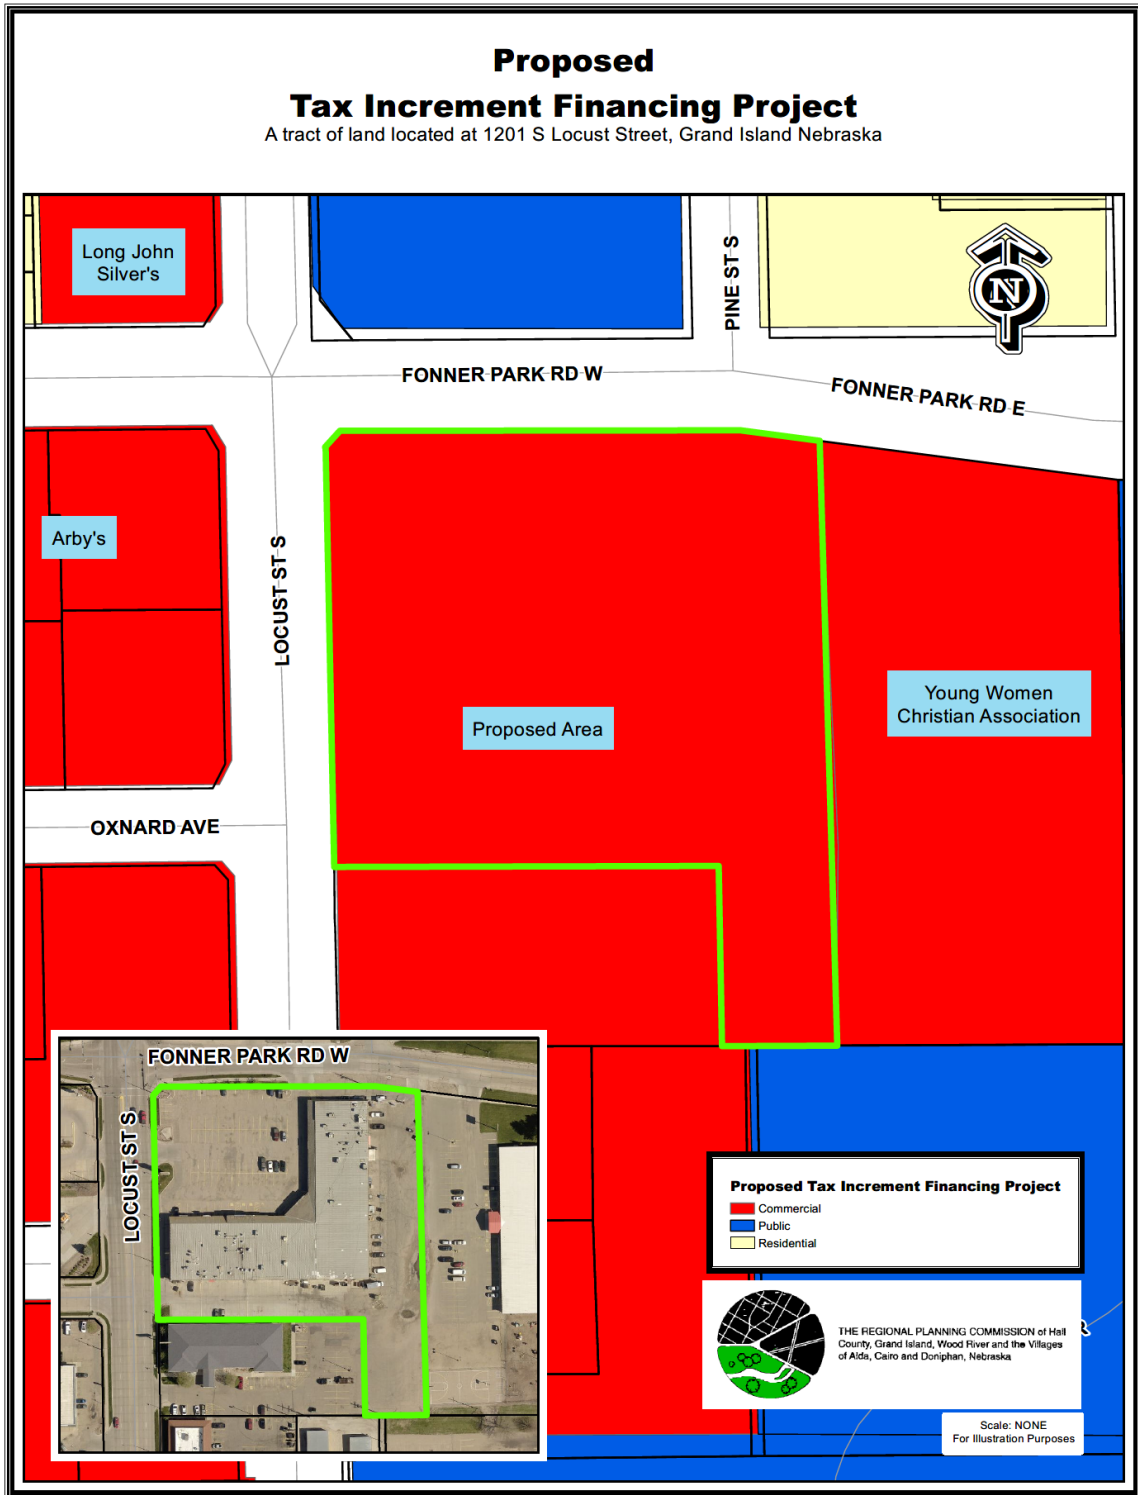 Proposed
Tax Increment Financing Project
A tract of land located at 1201 S Locust Street, Grand Island Nebraska
Long John
Silver's
PINE ST S
N
FONNER PARK RD W
FONNER PARK RD E
Arby's
LOCUST ST S
Young Women
Christian Association
Proposed Area
OXNARD AVE
FONNER PARK RD W
LOCUST ST S
Proposed Tax Increment Financing Project
Commercial
Public
Residential
THE REGIONAL PLANNING COMMISSION of Hall
County, Grand Island, Wood River and the Villages
of Alda, Cairo and Doniphan, Nebraska
Scale: NONE
For Illustration Purposes